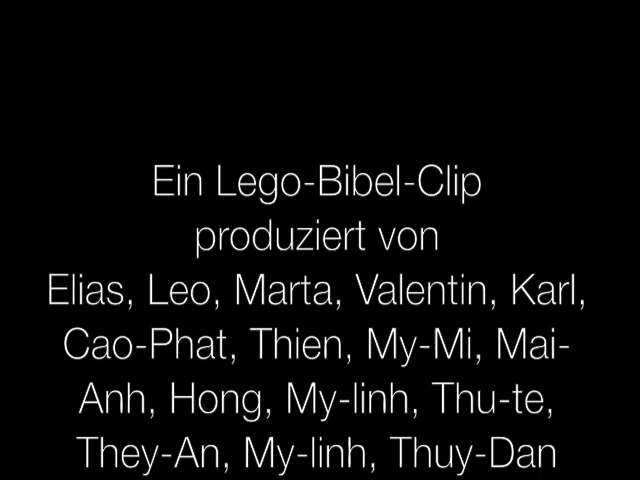 Ein Lego-Bibel-Clip
produziert von
Elias, Leo, Marta, Valentin, Karl,
Cao-Phat, Thien, My-Mi, Mai-
Anh, Hong, My-linh, Thu-te,
They-An, My-linh, Thuy-Dan